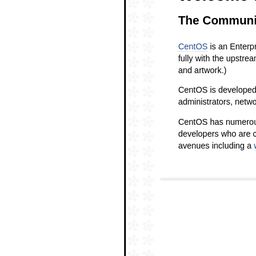 The Communi
CentOS is an Enterpr
fully with the upstrea
and artwork.)
CentOS is developed
administrators, netwo
CentOS has numerou
developers who are c
avenues including a w